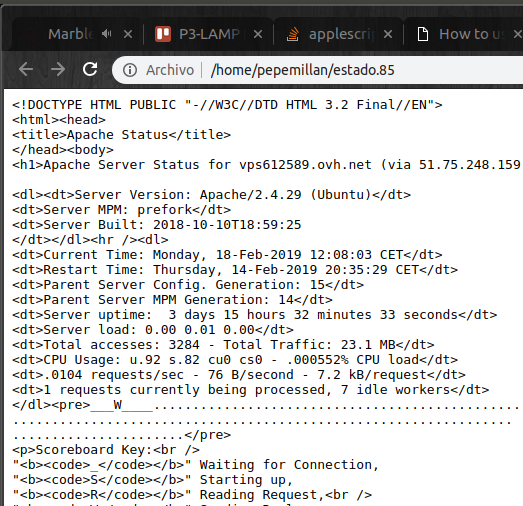 Marble
P3-LAMP
applescri
How to u
Archivo | /home/pepemillan/estado.85
<!DOCTYPE HTML PUBLIC "-//W3C//DTD HTML 3.2 Final//EN">
<html><head>
<title>Apache Status</title>
</head><body>
<h1>Apache Server Status for vps612589.ovh.net (via 51.75.248.159
<dl><dt>Server Version: Apache/2.4.29 (Ubuntu)</dt>
<dt>Server MPM: prefork</dt>
<dt>Server Built: 2018-10-10T18:59:25
</dt></dl><hr /><dl>
<dt>Current Time: Monday, 18-Feb-2019 12:08:03 CET</dt>
<dt>Restart Time: Thursday, 14-Feb-2019 20:35:29 CET</dt>
<dt>Parent Server Config. Generation: 15</dt>
<dt>Parent Server MPM Generation: 14</dt>
<dt>Server uptime:  3 days 15 hours 32 minutes 33 seconds</dt>
<dt>Server load: 0.00 0.01 0.00</dt>
<dt>Total accesses: 3284 - Total Traffic: 23.1 MB</dt>
<dt>CPU Usage: u.92 s.82 cu0 cs0 - .000552% CPU load</dt>
<dt>.0104 requests/sec - 76 B/second - 7.2 kB/request</dt>
<dt>1 requests currently being processed, 7 idle workers</dt>
</dl><pre>___W____...............................................
................................................................
......................</pre>
<p>Scoreboard Key:<br />
"<b><code>_</code></b>" Waiting for Connection,
"<b><code>S</code></b>" Starting up,
"<b><code>R</code></b>" Reading Request,<br />